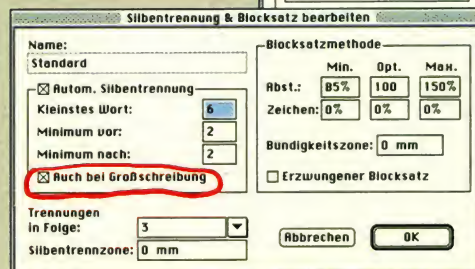 Silbentrennung & Blocksatz bearbeiten
Name:
Standard
Autom. Silbentrennung
Kleinstes Wort: 6
Minimum vor: 2
Minimum nach: 2
Auch bei Großschreibung
Trennungen
in Folge: 3
Silbentrennzone: 0 mm
Blocksatzmethode
Min. Opt. Max.
Abst.: 85% 100 150%
Zeichen: 0% 0% 0%
Bundigkeitszone: 0 mm
Erzwungener Blocksatz
Abbrechen OK